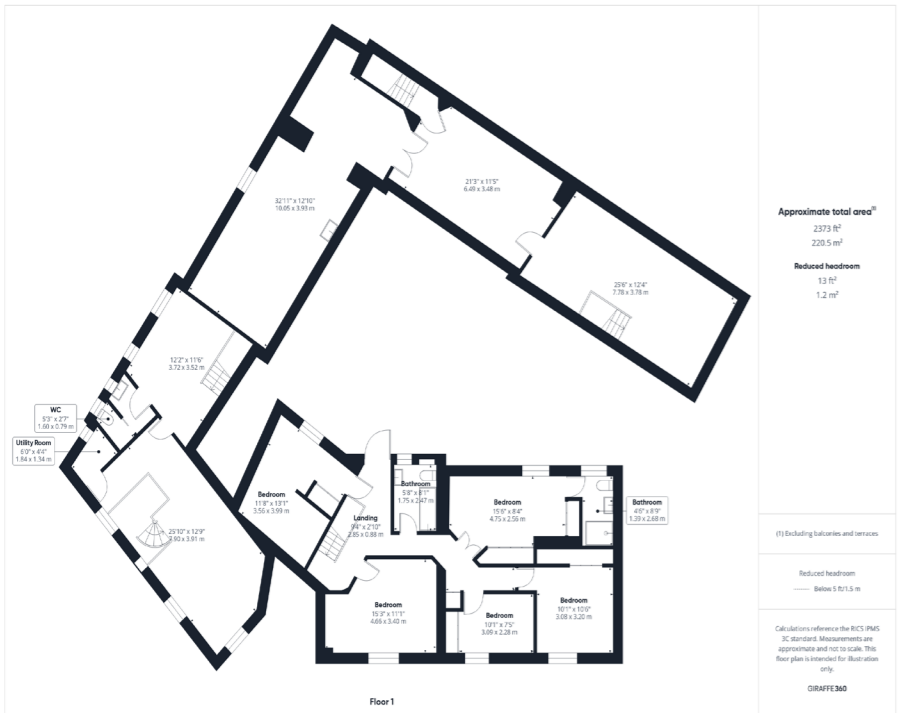 21'3" x 11'5"
6.49 x 3.48 m
32'11" x 12'10"
10.05 x 3.93 m
25'6" x 12'4"
7.78 x 3.78 m
12'2" x 11'6"
3.72 x 3.52 m
WC
5'3" x 2'7"
1.60 x 0.79 m
Utility Room
6'0" x 4'4"
1.84 x 1.34 m
25'10" x 12'9"
7.90 x 3.91 m
Bedroom
11'8" x 13'1"
3.56 x 3.99 m
Landing
9'4" x 2'10"
2.85 x 0.88 m
Bathroom
5'8" x 8'1"
1.75 x 2.47 m
Bedroom
15'6" x 8'4"
4.75 x 2.56 m
Bathroom
4'6" x 8'9"
1.39 x 2.68 m
Bedroom
15'3" x 11'1"
4.66 x 3.40 m
Bedroom
10'1" x 7'5"
3.09 x 2.28 m
Bedroom
10'1" x 10'6"
3.08 x 3.20 m
Floor 1
Approximate total area(1)
2373 ft²
220.5 m²
Reduced headroom
13 ft²
1.2 m²
(1) Excluding balconies and terraces
Reduced headroom
Below 5 ft/1.5 m
Calculations reference the RICS IPMS
3C standard. Measurements are
approximate and not to scale. This
floor plan is intended for illustration
only.
GIRAFFE360